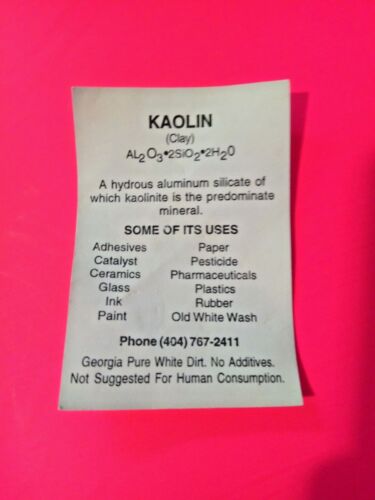 KAOLIN
(Clay)
AL2O3•2SiO2•2H2O
A hydrous aluminum silicate of
which kaolinite is the predominate
mineral.
SOME OF ITS USES
Adhesives Paper
Catalyst Pesticide
Ceramics Pharmaceuticals
Glass Plastics
Ink Rubber
Paint Old White Wash
Phone (404) 767-2411
Georgia Pure White Dirt. No Additives.
Not Suggested For Human Consumption.